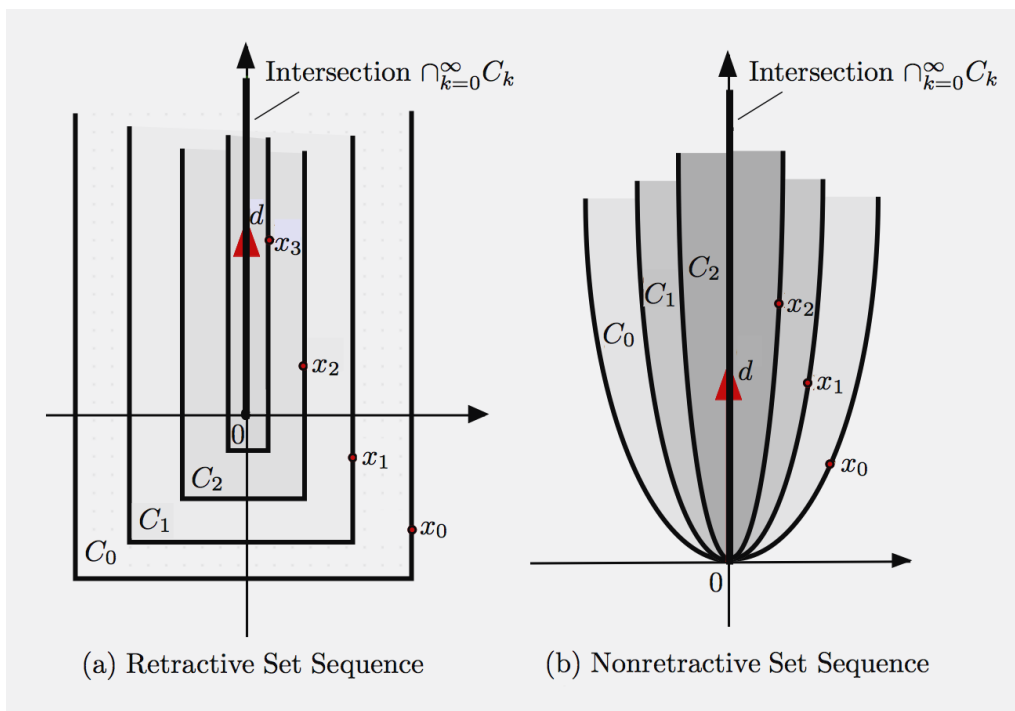 Intersection ∩_{k=0}^∞ C_k
d
x_3
x_2
0
x_1
C_2
C_1
x_0
C_0
(a) Retractive Set Sequence
Intersection ∩_{k=0}^∞ C_k
C_2
C_1
x_2
C_0
d
x_1
x_0
0
(b) Nonretractive Set Sequence